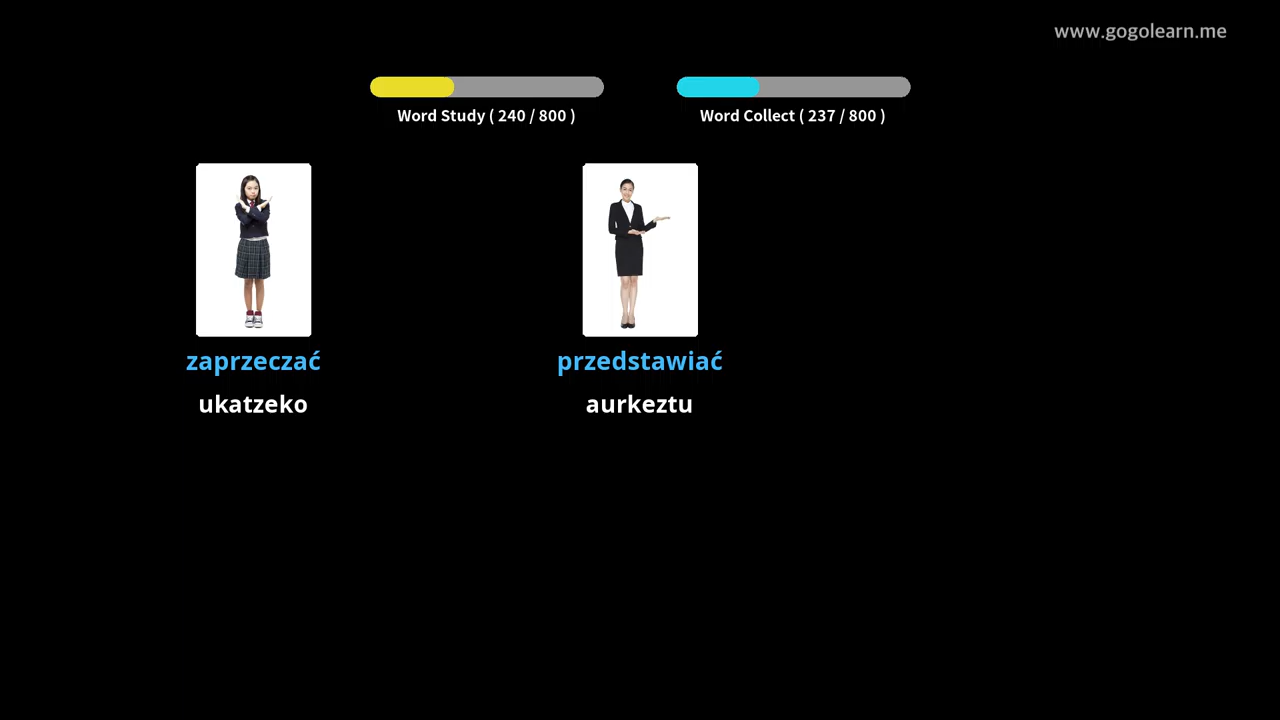 www.gogolearn.me
Word Study ( 240 / 800 )
Word Collect ( 237 / 800 )
zaprzeczać
ukatzeko
przedstawiać
aurkeztu